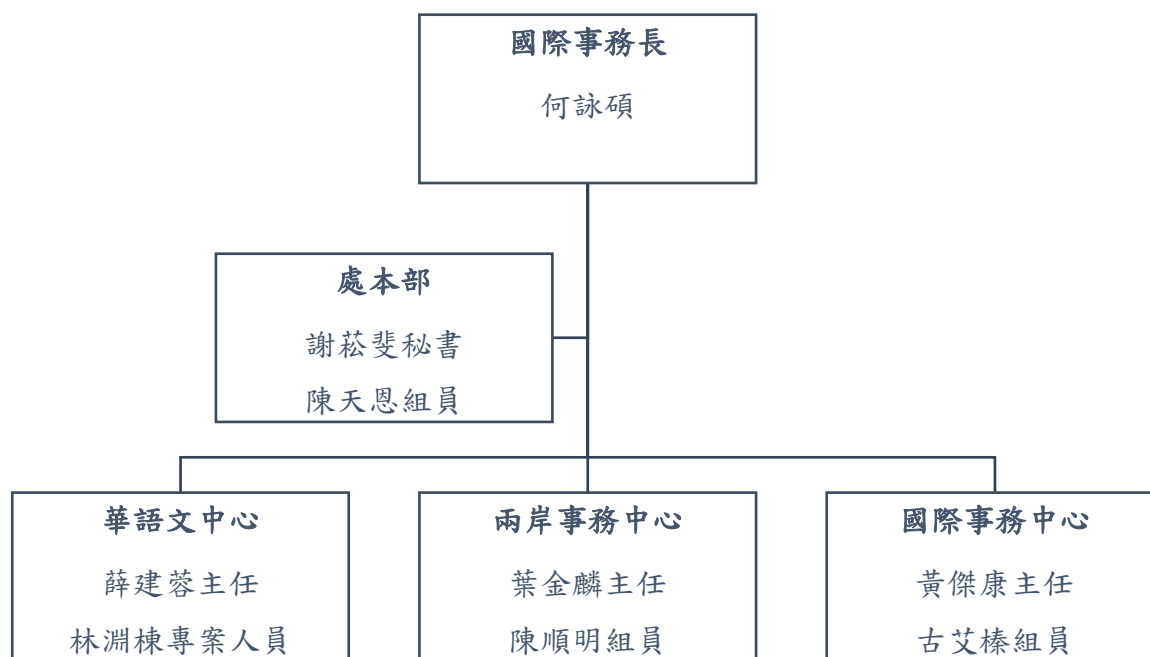 國際事務長
何詠碩
處本部
謝菘斐秘書
陳天恩組員
華語文中心
薛建蓉主任
林淵棟專案人員
兩岸事務中心
葉金麟主任
陳順明組員
國際事務中心
黃傑康主任
古艾榛組員